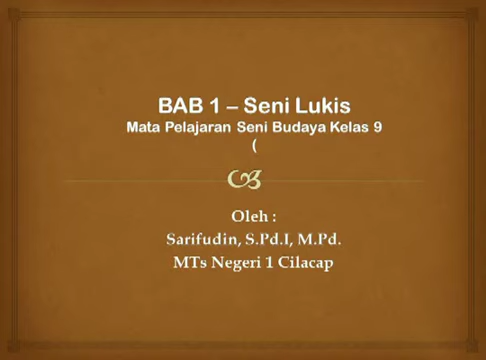 BAB 1 – Seni Lukis
Mata Pelajaran Seni Budaya Kelas 9
(
Oleh :
Sarifudin, S.Pd.I, M.Pd.
MTs Negeri 1 Cilacap